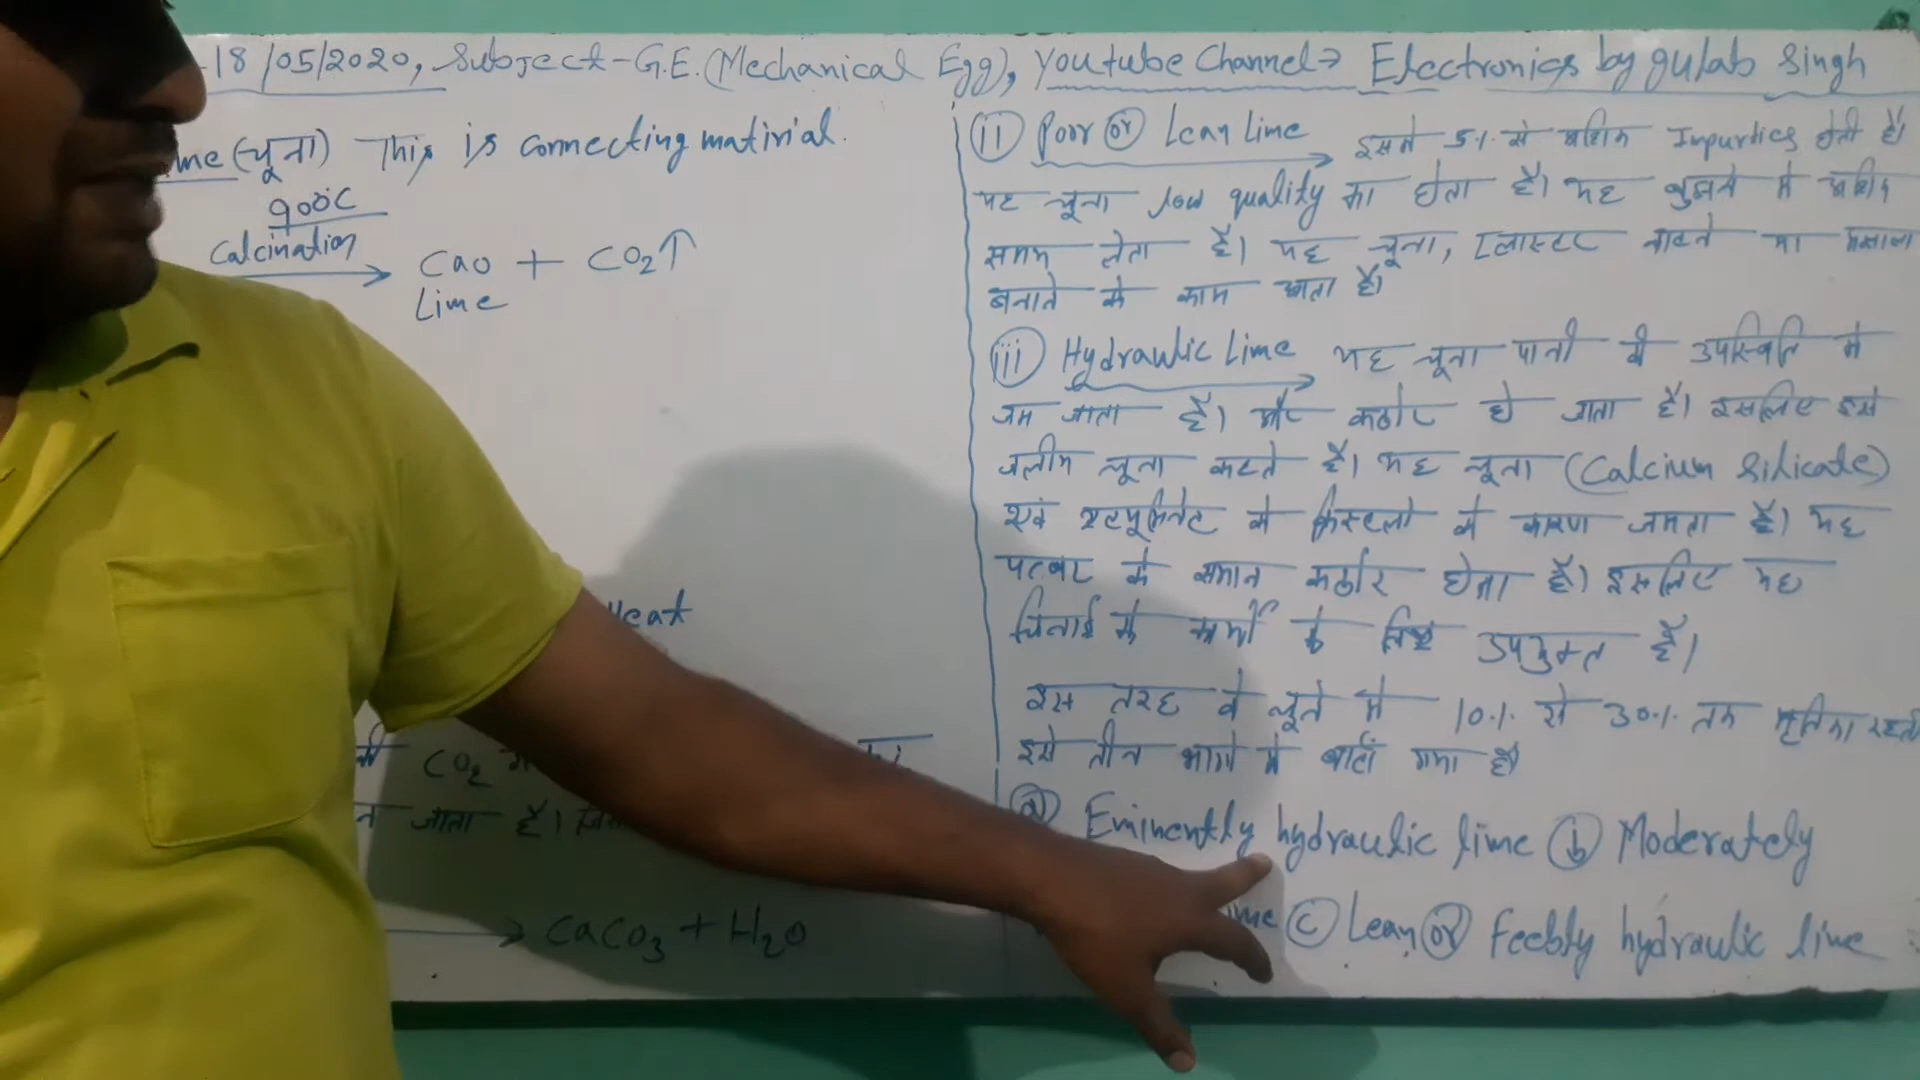 18/05/2020, Subject-G.E.(Mechanical Egg), Youtube Channel→ Electronics by gulab Singh
me (चूना) This is connecting matirial.
900°C
Calcination
CaO + CO₂↑
Lime
Heat
CO₂
जाता है।
CaCO₃ + H₂O
(ii) Poor (or) Lean lime → इसमे 5% से अधिक Impurties होती है।
यह चूना low quality का होता है। यह बुझने मे अधिक
समय लेता है। यह चूना, प्लास्टर करने या मसाला
बनाने के काम आता है।
(iii) Hydraulic Lime → यह चूना पानी की उपस्थिति मे
जम जाता है। और कठोर हो जाता है। इसलिए इसे
जलीय चूना कहते है। यह चूना (Calcium Silicate)
एवं एल्यूमिनेट के क्रिस्टलो के कारण जमता है। यह
पत्थर के समान कठोर होता है। इसलिए यह
चिनाई के कार्यो के लिए उपयुक्त है।
इस तरह के चूने मे 10% से 30% तक मृतिका रहती
इसे तीन भागो मे बांटा गया है।
(a) Eminently hydraulic lime (b) Moderately
ime (c) Lean (or) Feebly hydraulic lime